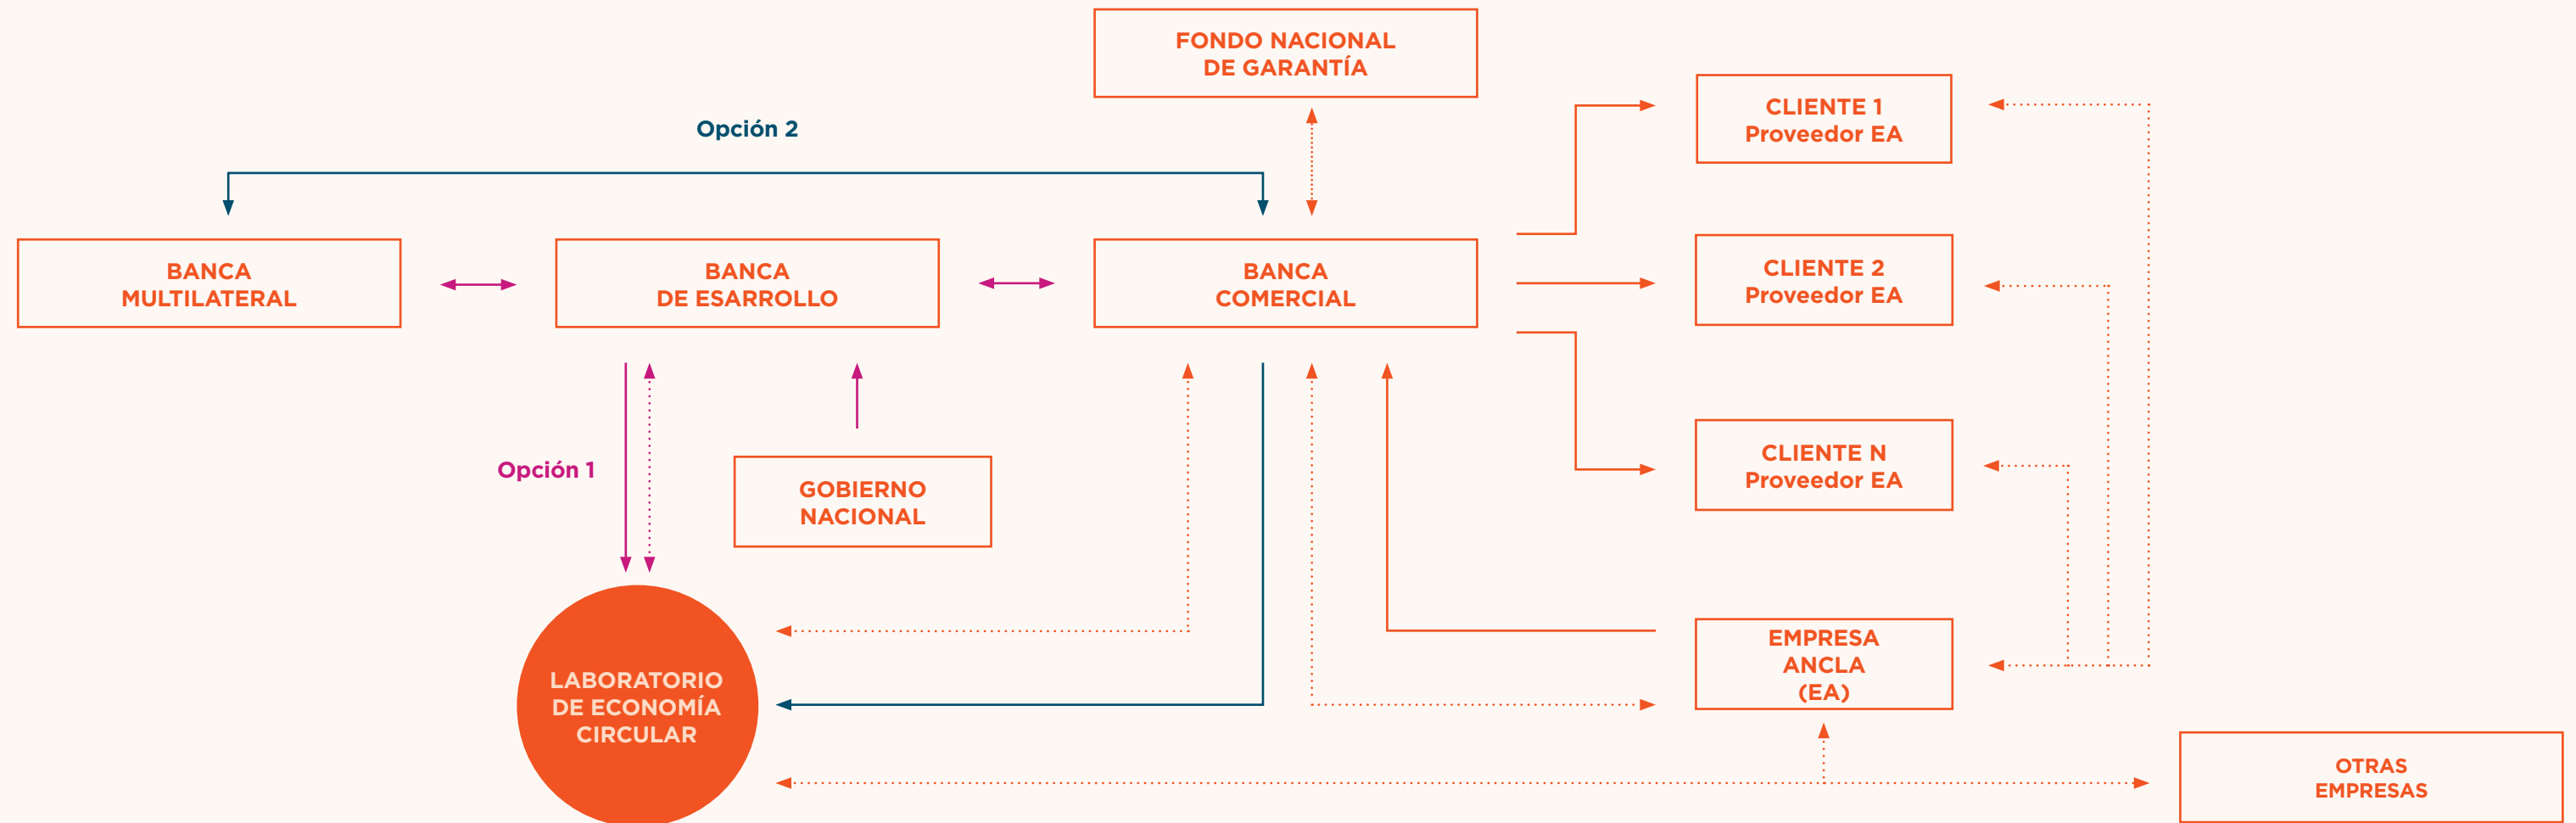 FONDO NACIONAL
DE GARANTÍA
CLIENTE 1
Proveedor EA
Opción 2
BANCA
MULTILATERAL
BANCA
DE ESARROLLO
BANCA
COMERCIAL
CLIENTE 2
Proveedor EA
Opción 1
GOBIERNO
NACIONAL
CLIENTE N
Proveedor EA
LABORATORIO
DE ECONOMÍA
CIRCULAR
EMPRESA
ANCLA
(EA)
OTRAS
EMPRESAS